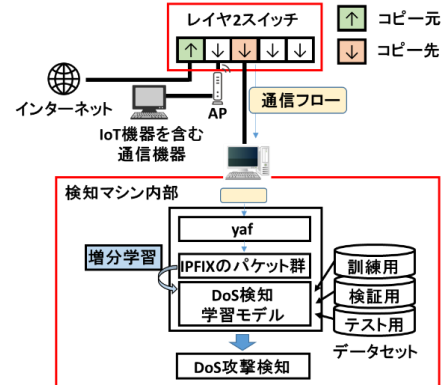 レイヤ2スイッチ
↑ ↓ ↓ ↓ ↓
↑ コピー元
↓ コピー先
インターネット
AP
通信フロー
IoT機器を含む
通信機器
検知マシン内部
yaf
増分学習
IPFIXのパケット群
DoS検知
学習モデル
訓練用
検証用
テスト用
データセット
DoS攻撃検知